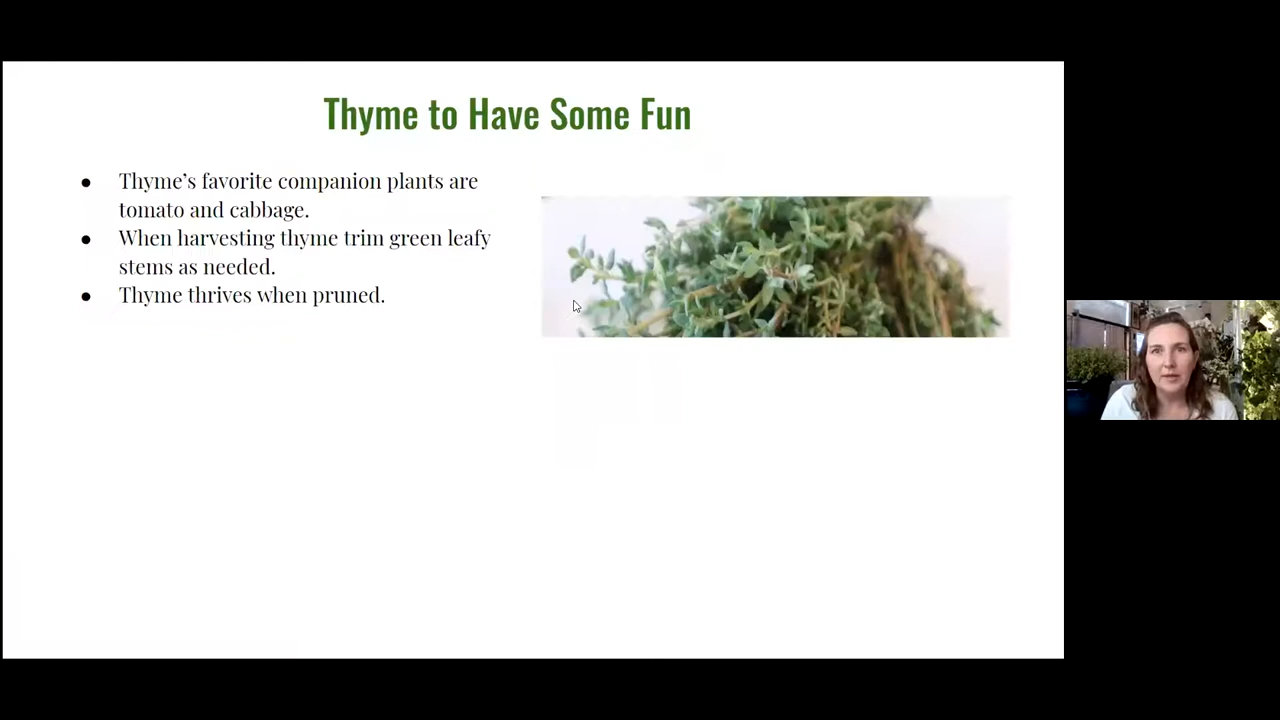 Thyme to Have Some Fun
● Thyme’s favorite companion plants are
tomato and cabbage.
● When harvesting thyme trim green leafy
stems as needed.
● Thyme thrives when pruned.